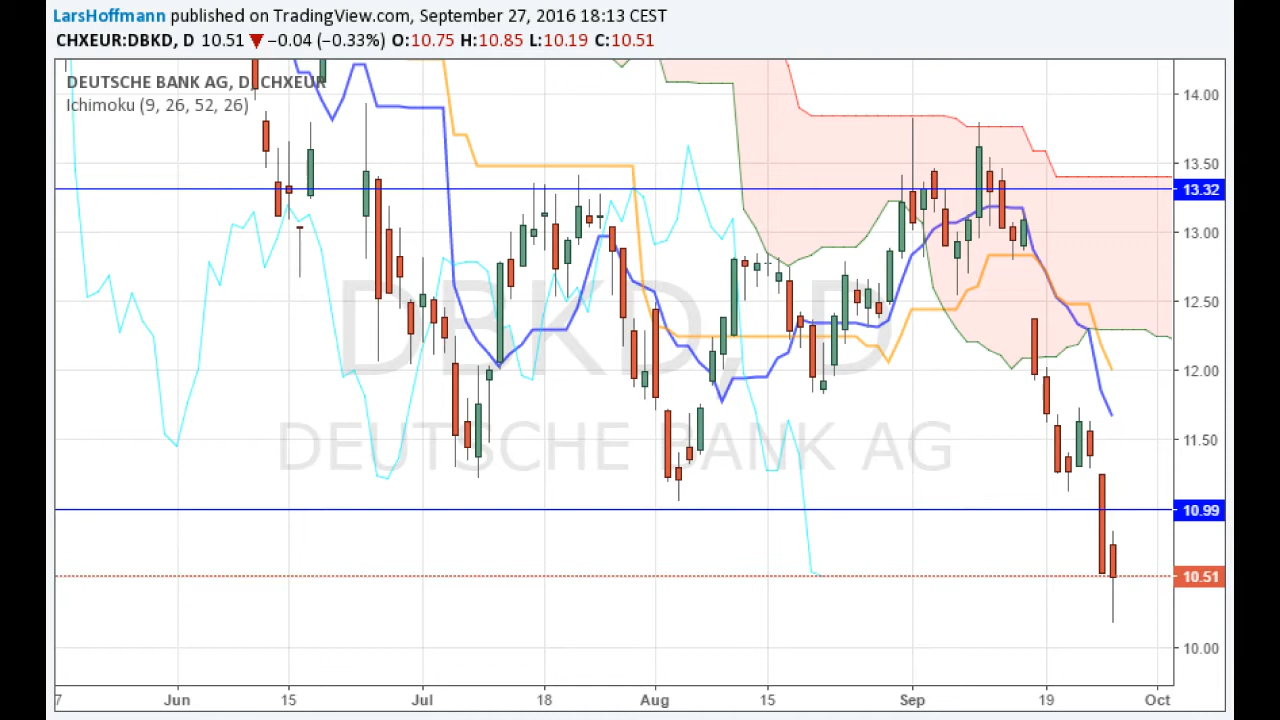 LarsHoffmann published on TradingView.com, September 27, 2016 18:13 CEST
CHXEUR:DBKD, D 10.51 ▼ −0.04 (−0.33%) O:10.75 H:10.85 L:10.19 C:10.51
DEUTSCHE BANK AG, D, CHXEUR
Ichimoku (9, 26, 52, 26)
DBKD, D
DEUTSCHE BANK AG
14.00
13.50
13.32
13.00
12.50
12.00
11.50
10.99
10.51
10.00
7 Jun 15 Jul 18 Aug 15 Sep 19 Oct